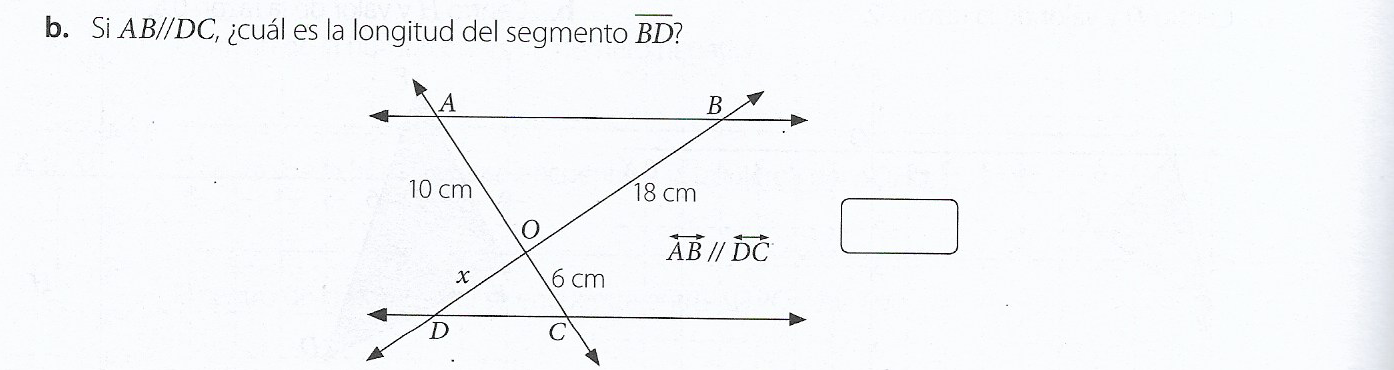 b. Si AB//DC, ¿cuál es la longitud del segmento BD?
A
B
10 cm
18 cm
O
AB // DC
x
6 cm
D
C